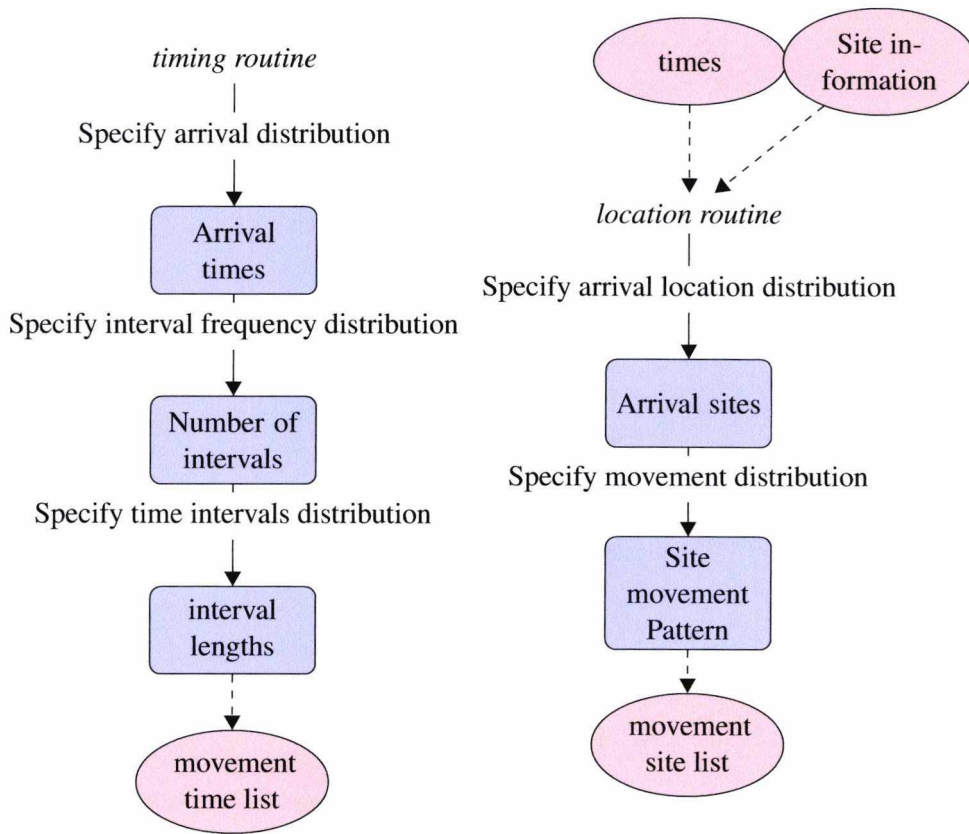 timing routine
Specify arrival distribution
Arrival
times
Specify interval frequency distribution
Number of
intervals
Specify time intervals distribution
interval
lengths
movement
time list
times
Site in-
formation
location routine
Specify arrival location distribution
Arrival sites
Specify movement distribution
Site
movement
Pattern
movement
site list